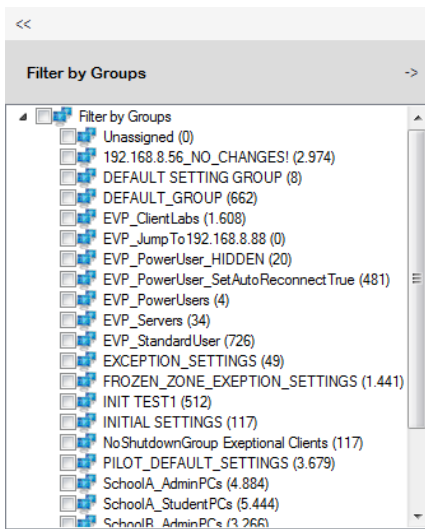 <<
Filter by Groups
->
Filter by Groups
Unassigned (0)
192.168.8.56_NO_CHANGES! (2.974)
DEFAULT SETTING GROUP (8)
DEFAULT_GROUP (662)
EVP_ClientLabs (1.608)
EVP_JumpTo192.168.8.88 (0)
EVP_PowerUser_HIDDEN (20)
EVP_PowerUser_SetAutoReconnectTrue (481)
EVP_PowerUsers (4)
EVP_Servers (34)
EVP_StandardUser (726)
EXCEPTION_SETTINGS (49)
FROZEN_ZONE_EXEPTION_SETTINGS (1.441)
INIT TEST1 (512)
INITIAL SETTINGS (117)
NoShutdownGroup Exeptional Clients (117)
PILOT_DEFAULT_SETTINGS (3.679)
SchoolA_AdminPCs (4.884)
SchoolA_StudentPCs (5.444)
SchoolB_AdminPCs (3.266)